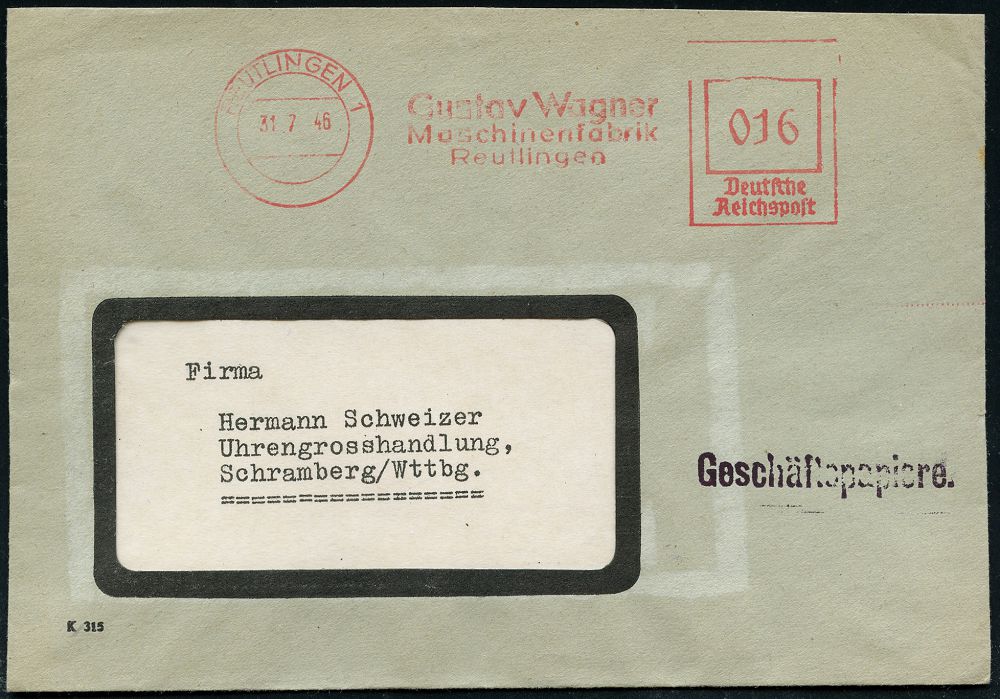 REUTLINGEN 1
31 7 46
Gustav Wagner
Maschinenfabrik
Reutlingen
016
Deutsche
Reichspost
Firma
Hermann Schweizer
Uhrengrosshandlung,
Schramberg/Wttbg.
==================
Geschäftspapiere.
K 315